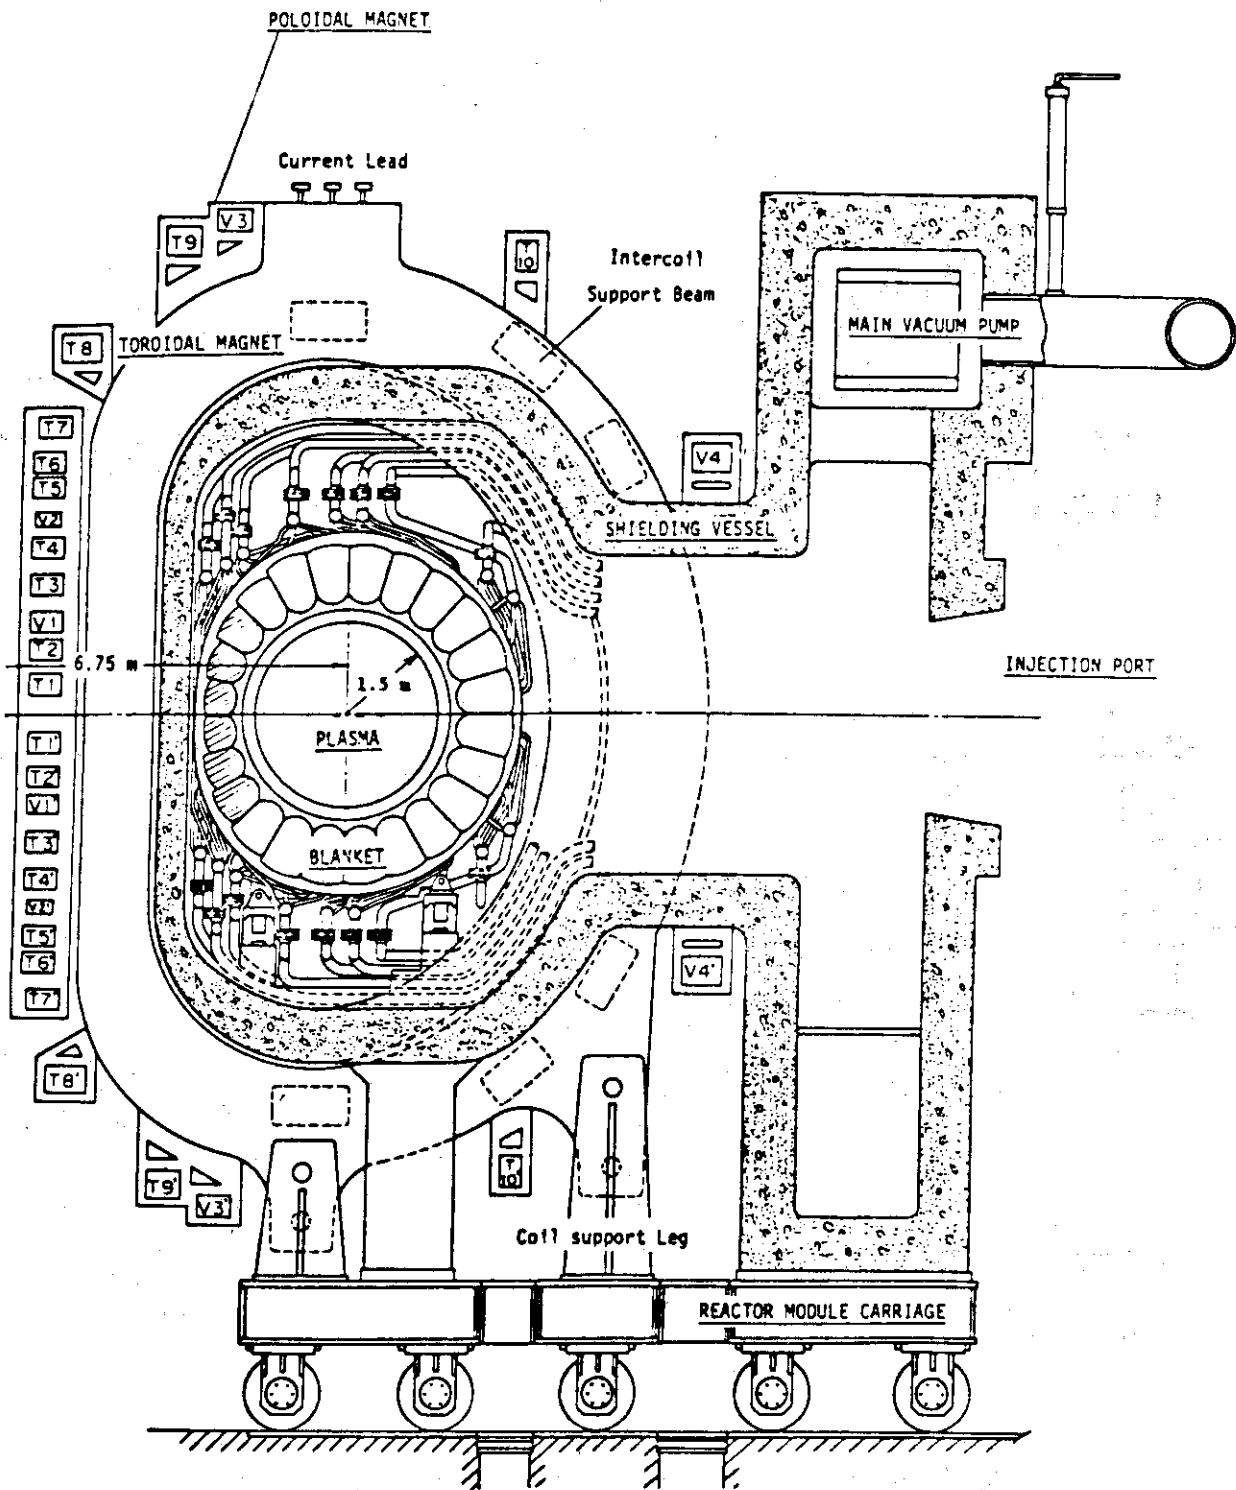 POLOIDAL MAGNET
Current Lead
V3
T9
T
10
Intercoil
Support Beam
MAIN VACUUM PUMP
T8
TOROIDAL MAGNET
T7
V4
T6
T5
V2
SHIELDING VESSEL
T4
T3
V1
T2
6.75 m
INJECTION PORT
T1
1.5 m
PLASMA
T1'
T2'
V1'
T3'
BLANKET
T4'
V2'
T5'
T6'
V4'
T7'
T8'
T9'
T
10'
V3'
Coil support Leg
REACTOR MODULE CARRIAGE